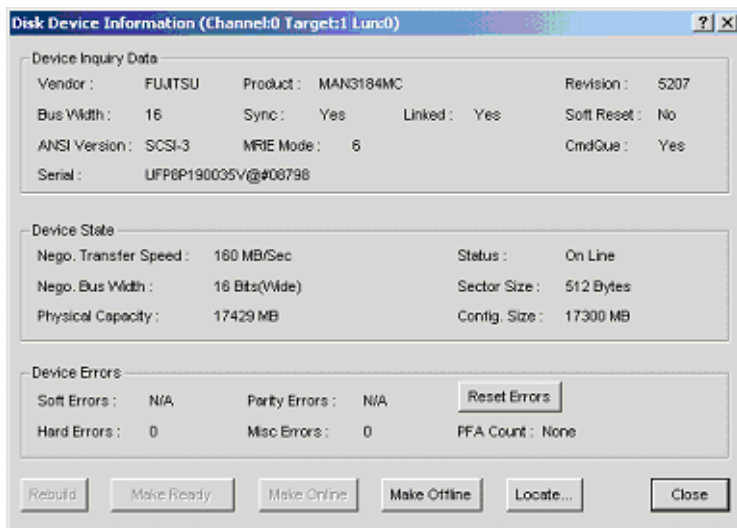 Disk Device Information (Channel:0 Target:1 Lun:0)
Device Inquiry Data
Vendor : FUJITSU Product : MAN3184MC Revision : 5207
Bus Width : 16 Sync : Yes Linked : Yes Soft Reset : No
ANSI Version : SCSI-3 MRIE Mode : 6 CmdQue : Yes
Serial : UFP8P190035V@#08798
Device State
Nego. Transfer Speed : 160 MB/Sec Status : On Line
Nego. Bus Width : 16 Bits(Wide) Sector Size : 512 Bytes
Physical Capacity : 17429 MB Config. Size : 17300 MB
Device Errors
Soft Errors : N/A Parity Errors : N/A Reset Errors
Hard Errors : 0 Misc Errors : 0 PFA Count : None
Rebuild Make Ready Make Online Make Offline Locate... Close